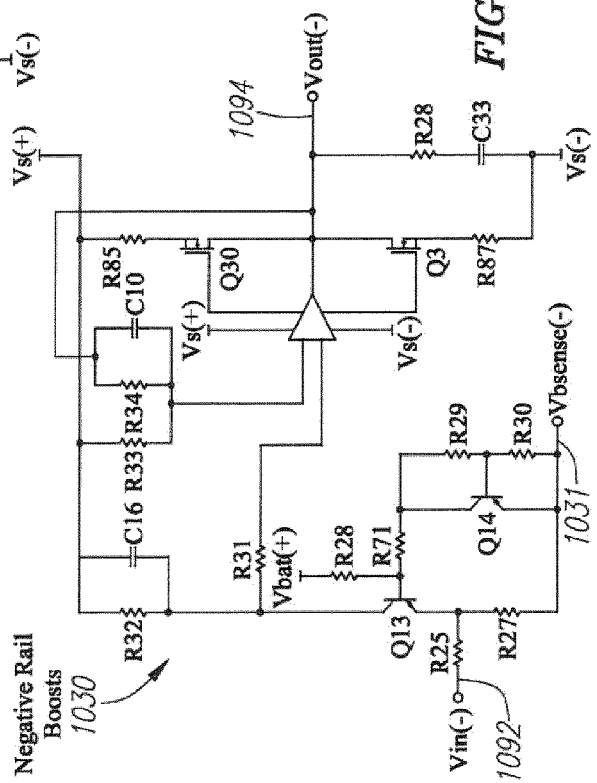 Negative Rail
Boosts
1030
Vs(+)
Vs(-)
FIG
R32
C16
R33
R34
C10
R85
Q30
Vs(+)
Vs(-)
1094
Vout(-)
R28
C33
Q3
R87
Vs(-)
R31
Vbat(+)
R28
R71
R29
Q13
Q14
R30
Vbsense(-)
1031
R25
R27
Vin(-)
1092